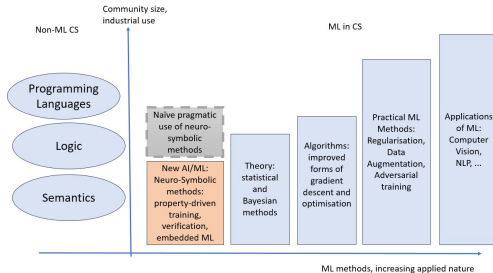 Community size,
industrial use
Non-ML CS
ML in CS
Programming
Languages
Logic
Semantics
Naïve pragmatic
use of neuro-
symbolic
methods
New AI/ML:
Neuro-Symbolic
methods:
property-driven
training,
verification,
embedded ML
Theory:
statistical
and
Bayesian
methods
Algorithms:
improved
forms of
gradient
descent and
optimisation
Practical ML
Methods:
Regularisation,
Data
Augmentation,
Adversarial
training
Applications
of ML:
Computer
Vision,
NLP, ...
ML methods, increasing applied nature